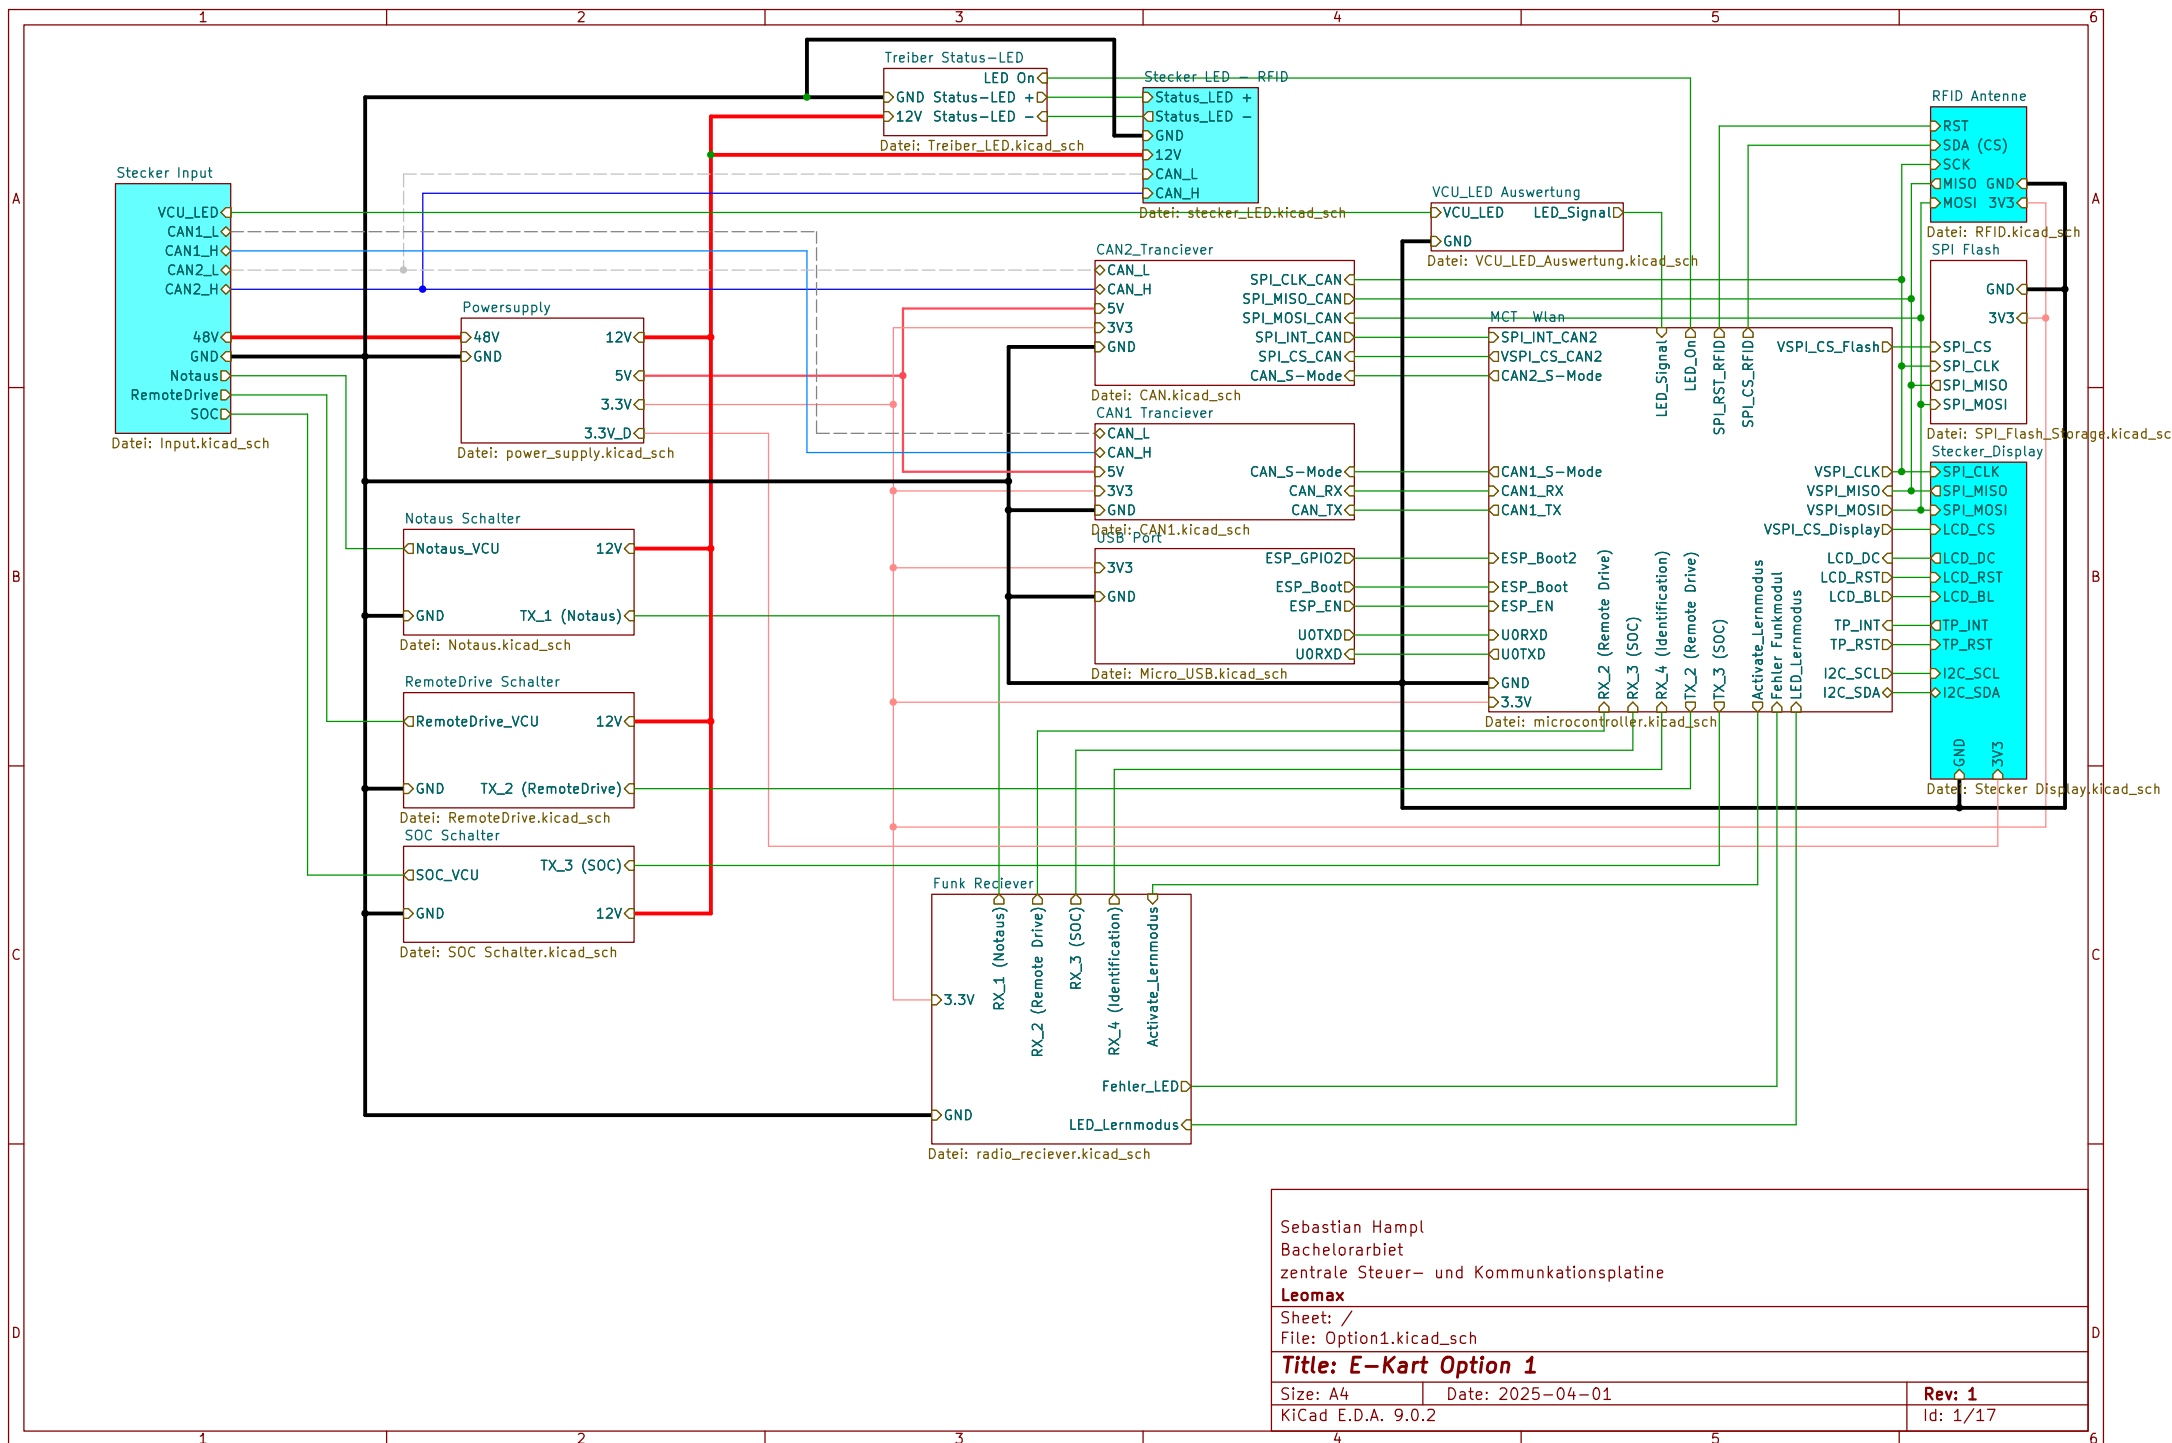 1 2 3 4 5 6
A
B
C
D
Treiber Status-LED
LED On
GND Status-LED +
12V Status-LED -
Datei: Treiber_LED.kicad_sch
Stecker LED - RFID
Status_LED +
Status_LED -
GND
12V
CAN_L
CAN_H
Datei: stecker_LED.kicad_sch
RFID Antenne
RST
SDA (CS)
SCK
MISO GND
MOSI 3V3
Datei: RFID.kicad_sch
Stecker Input
VCU_LED
CAN1_L
CAN1_H
CAN2_L
CAN2_H
48V
GND
Notaus
RemoteDrive
SOC
Datei: Input.kicad_sch
VCU_LED Auswertung
VCU_LED LED_Signal
GND
Datei: VCU_LED_Auswertung.kicad_sch
CAN2_Tranciever
CAN_L
CAN_H
5V
3V3
GND
SPI_CLK_CAN
SPI_MISO_CAN
SPI_MOSI_CAN
SPI_INT_CAN
SPI_CS_CAN
CAN_S-Mode
Datei: CAN.kicad_sch
SPI Flash
GND
3V3
SPI_CS
SPI_CLK
SPI_MISO
SPI_MOSI
Datei: SPI_Flash_Storage.kicad_sc
Powersupply
48V
GND
12V
5V
3.3V
3.3V_D
Datei: power_supply.kicad_sch
CAN1 Tranciever
CAN_L
CAN_H
5V
3V3
GND
CAN_S-Mode
CAN_RX
CAN_TX
Datei: CAN1.kicad_sch
MCT  Wlan
SPI_INT_CAN2
VSPI_CS_CAN2
CAN2_S-Mode
CAN1_S-Mode
CAN1_RX
CAN1_TX
ESP_Boot2
ESP_Boot
ESP_EN
U0RXD
U0TXD
GND
3.3V
LED_Signal
LED_On
SPI_RST_RFID
SPI_CS_RFID
VSPI_CS_Flash
VSPI_CLK
VSPI_MISO
VSPI_MOSI
VSPI_CS_Display
LCD_DC
LCD_RST
LCD_BL
TP_INT
TP_RST
I2C_SCL
I2C_SDA
RX_2 (Remote Drive)
RX_3 (SOC)
RX_4 (Identification)
TX_2 (Remote Drive)
TX_3 (SOC)
Activate_Lernmodus
Fehler Funkmodul
LED_Lernmodus
Datei: microcontroller.kicad_sch
Stecker_Display
SPI_CLK
SPI_MISO
SPI_MOSI
LCD_CS
LCD_DC
LCD_RST
LCD_BL
TP_INT
TP_RST
I2C_SCL
I2C_SDA
GND
3V3
Datei: Stecker Display.kicad_sch
USB Port
3V3
GND
ESP_GPIO2
ESP_Boot
ESP_EN
U0TXD
U0RXD
Datei: Micro_USB.kicad_sch
Notaus Schalter
Notaus_VCU
12V
GND
TX_1 (Notaus)
Datei: Notaus.kicad_sch
RemoteDrive Schalter
RemoteDrive_VCU
12V
GND
TX_2 (RemoteDrive)
Datei: RemoteDrive.kicad_sch
SOC Schalter
TX_3 (SOC)
SOC_VCU
GND
12V
Datei: SOC Schalter.kicad_sch
Funk Reciever
RX_1 (Notaus)
RX_2 (Remote Drive)
RX_3 (SOC)
RX_4 (Identification)
Activate_Lernmodus
3.3V
Fehler_LED
GND
LED_Lernmodus
Datei: radio_reciever.kicad_sch
Sebastian Hampl
Bachelorarbiet
zentrale Steuer- und Kommunkationsplatine
Leomax
Sheet: /
File: Option1.kicad_sch
Title: E-Kart Option 1
Size: A4
Date: 2025-04-01
Rev: 1
KiCad E.D.A. 9.0.2
Id: 1/17
A
B
C
D
1 2 3 4 5 6